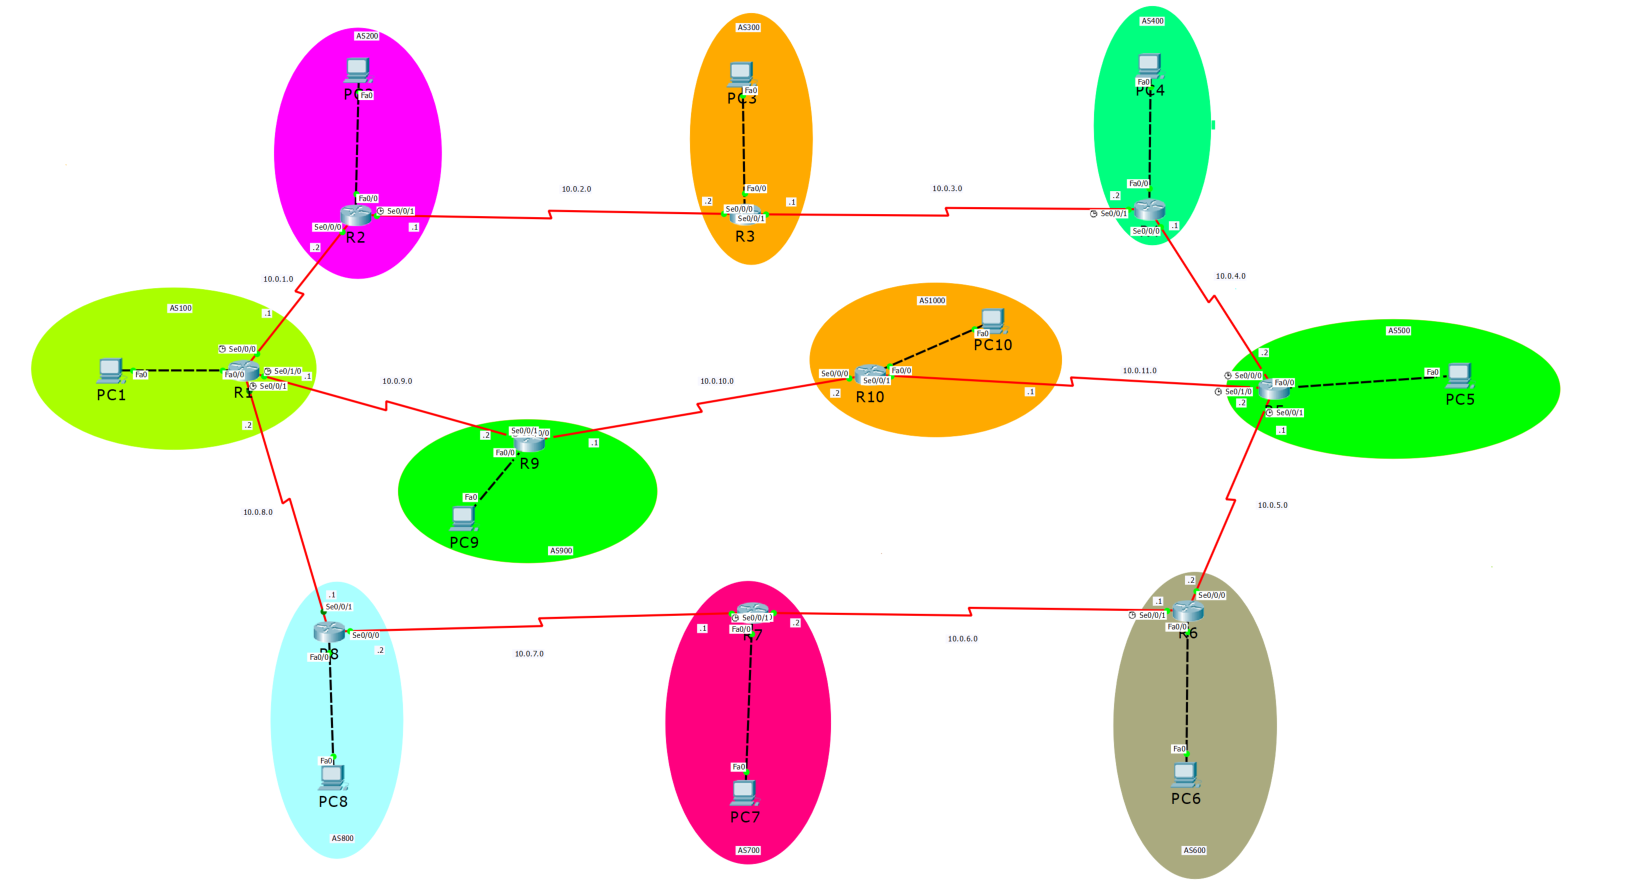 AS200
PC2
Fa0
Fa0/0
Se0/0/1
Se0/0/0
R2
.1
.2
10.0.2.0
AS300
Fa0
PC3
Fa0/0
.2
Se0/0/0
Se0/0/1
.1
R3
10.0.3.0
AS400
Fa0
PC4
Fa0/0
.2
Se0/0/1
Se0/0/0
.1
10.0.1.0
10.0.4.0
AS100
.1
Se0/0/0
PC1
Fa0
Fa0/0
Se0/1/0
.1
Se0/0/1
R1
.2
10.0.9.0
AS1000
PC10
Fa0
Se0/0/0
Fa0/0
Se0/0/1
R10
.2
.1
10.0.10.0
10.0.11.0
AS500
.2
Se0/0/0
Fa0/0
Se0/1/0
.2
Se0/0/1
.1
Fa0
PC5
.2
Se0/0/1
.1
Fa0/0
R9
Fa0
PC9
AS900
10.0.8.0
10.0.5.0
.1
Se0/0/1
Se0/0/0
.2
R8
Fa0/0
Fa0
PC8
AS800
10.0.7.0
Se0/0/1
.1
Fa0/0
R7
.2
Fa0
PC7
AS700
10.0.6.0
.2
Se0/0/0
.1
Se0/0/1
Fa0/0
R6
Fa0
PC6
AS600